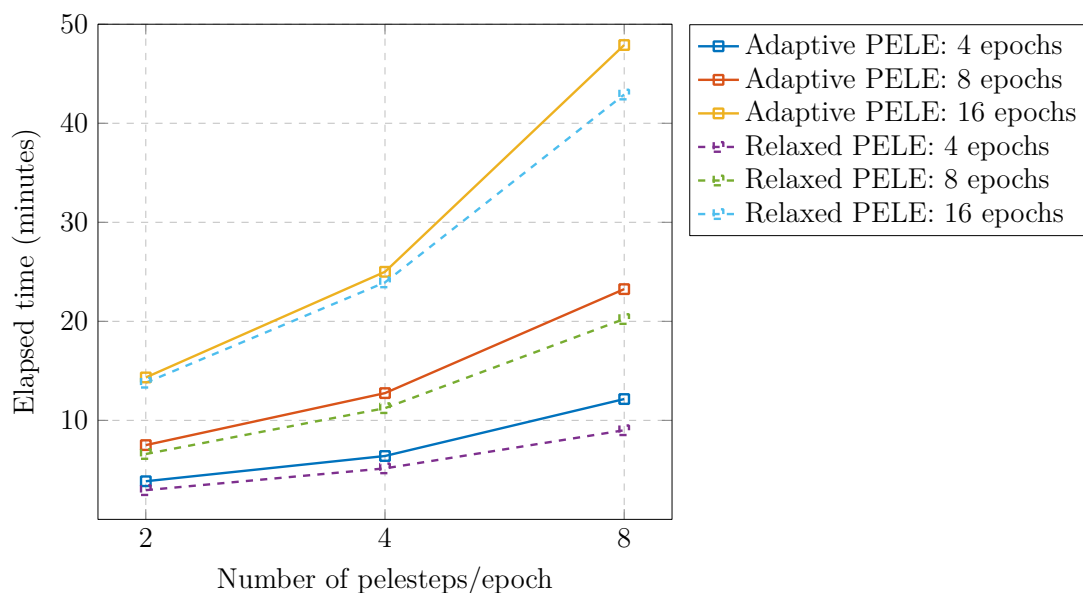 50
40
30
20
10
2
4
8
Elapsed time (minutes)
Number of pelesteps/epoch
Adaptive PELE: 4 epochs
Adaptive PELE: 8 epochs
Adaptive PELE: 16 epochs
Relaxed PELE: 4 epochs
Relaxed PELE: 8 epochs
Relaxed PELE: 16 epochs